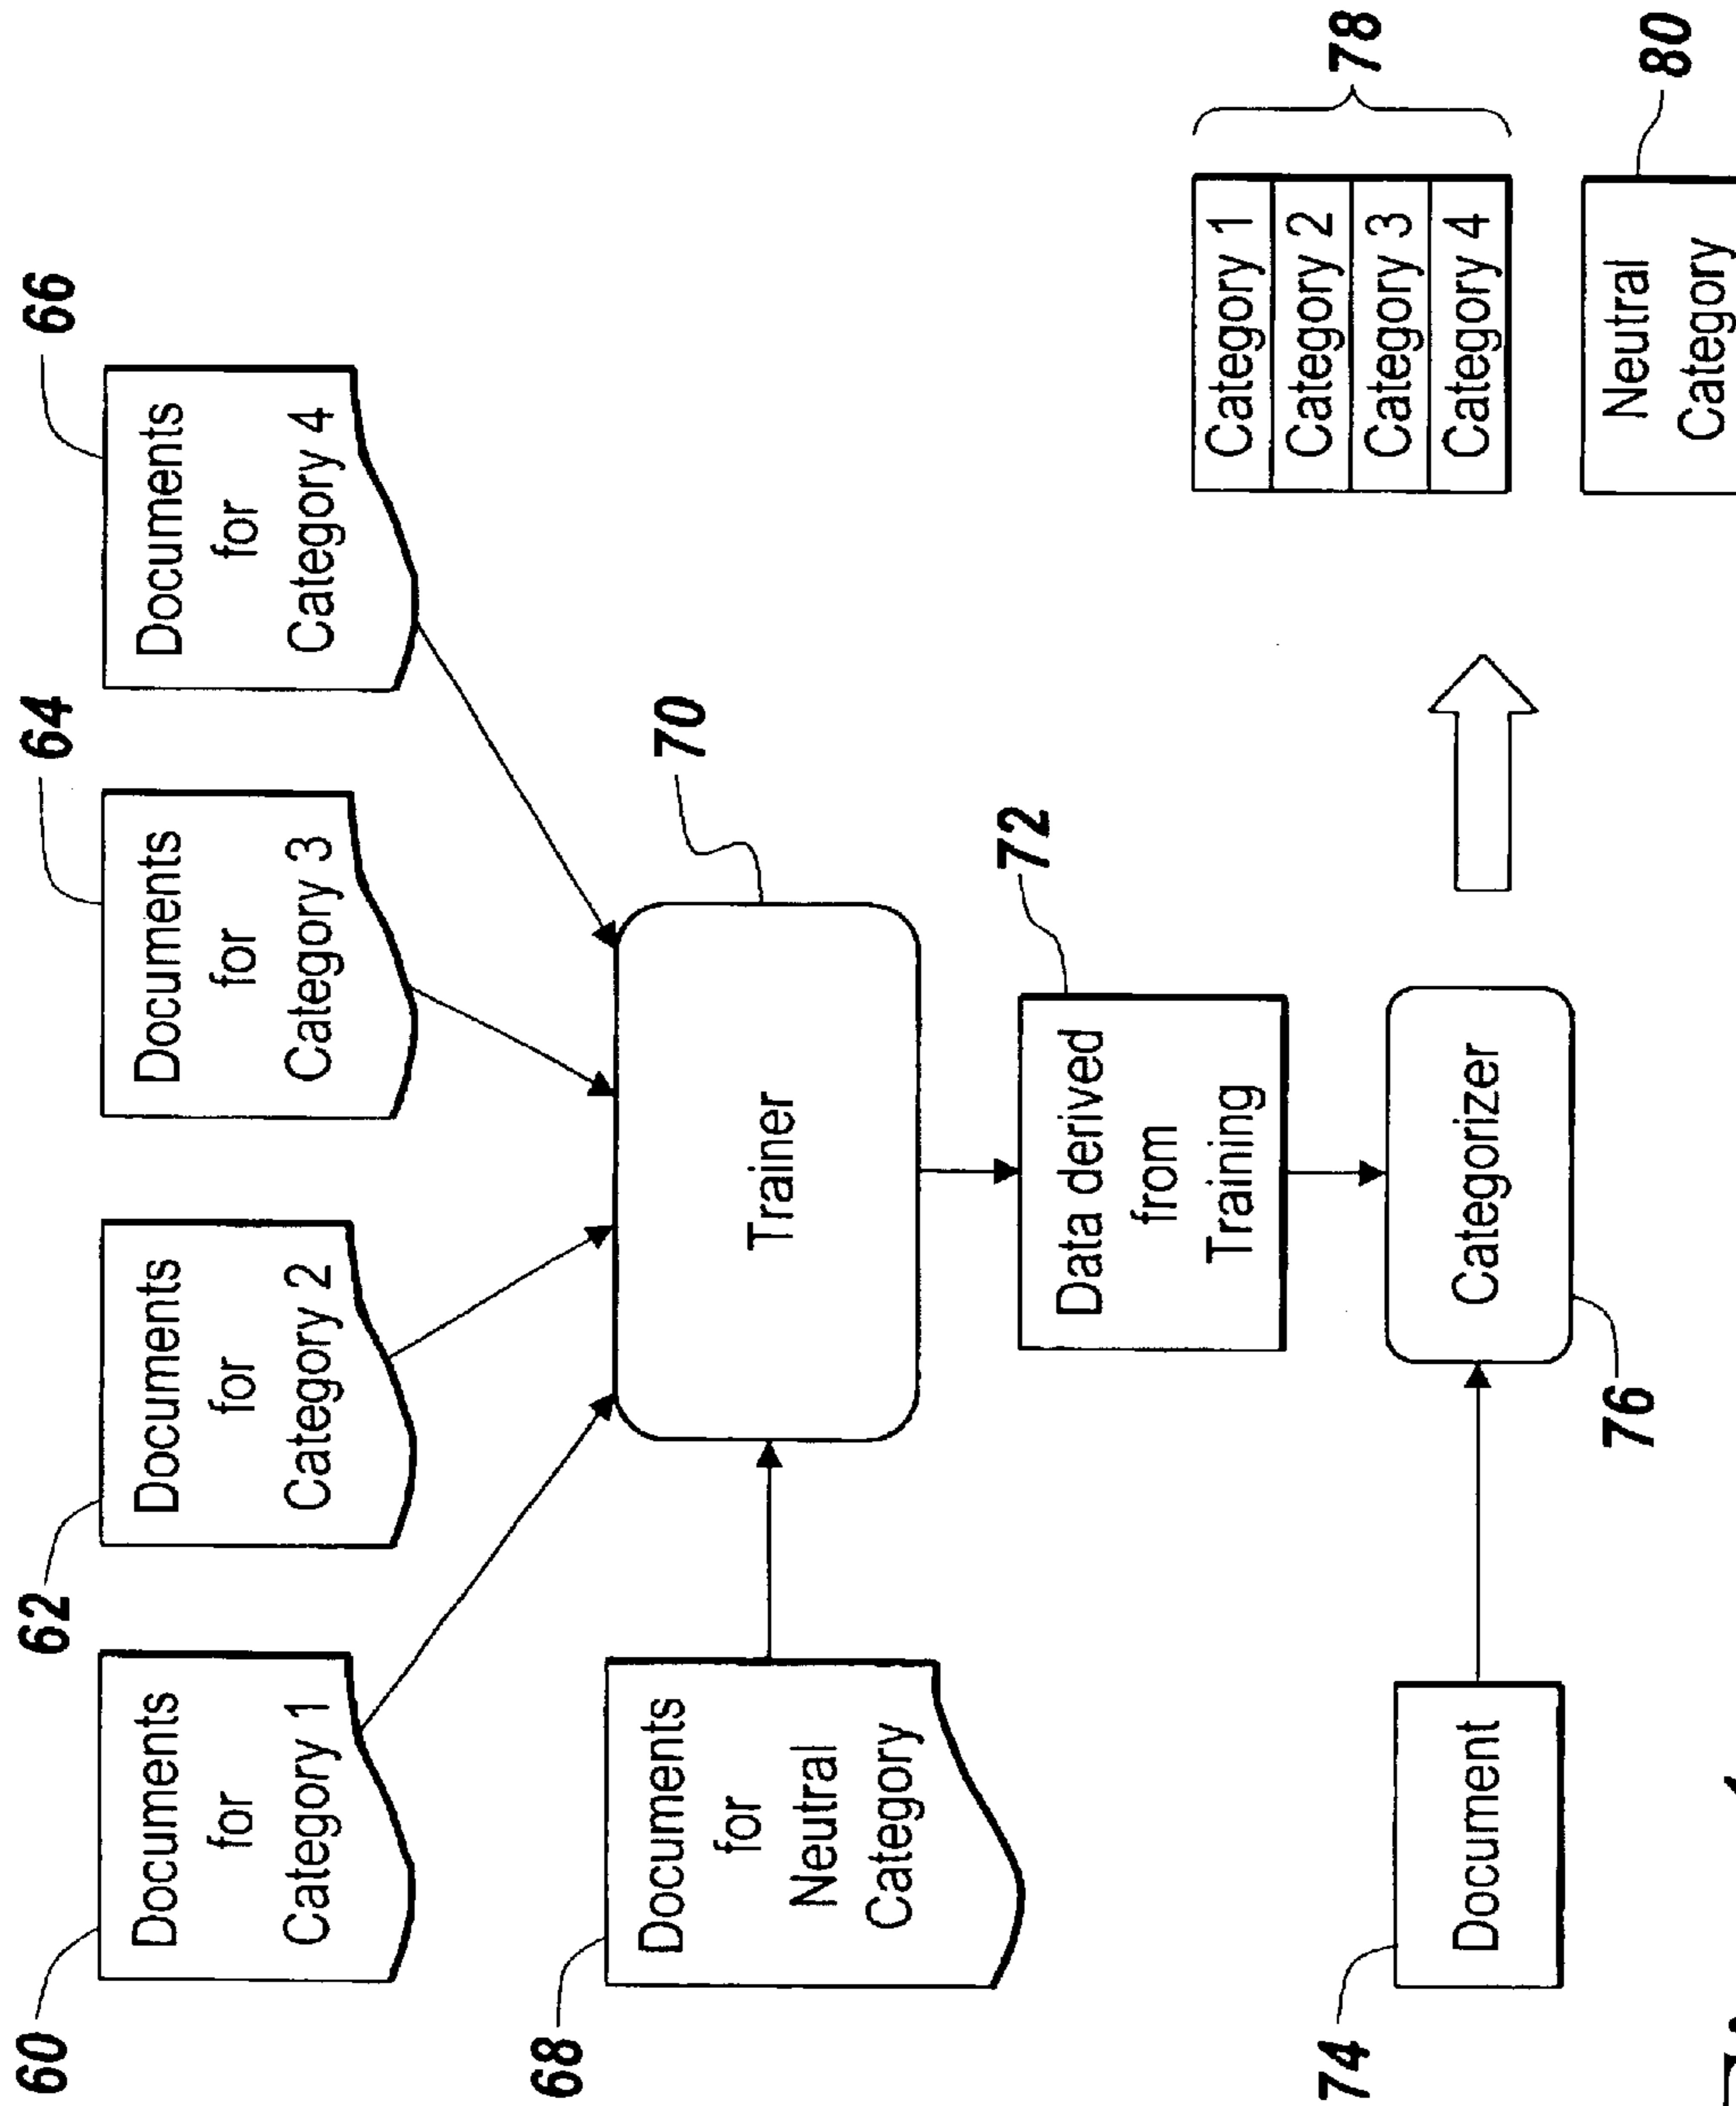 60
Documents
for
Category 1
62
Documents
for
Category 2
64
Documents
for
Category 3
66
Documents
for
Category 4
68
Documents
for
Neutral
Category
70
Trainer
72
Data derived
from
Training
74
Document
76
Categorizer
78
Category 1
Category 2
Category 3
Category 4
80
Neutral
Category